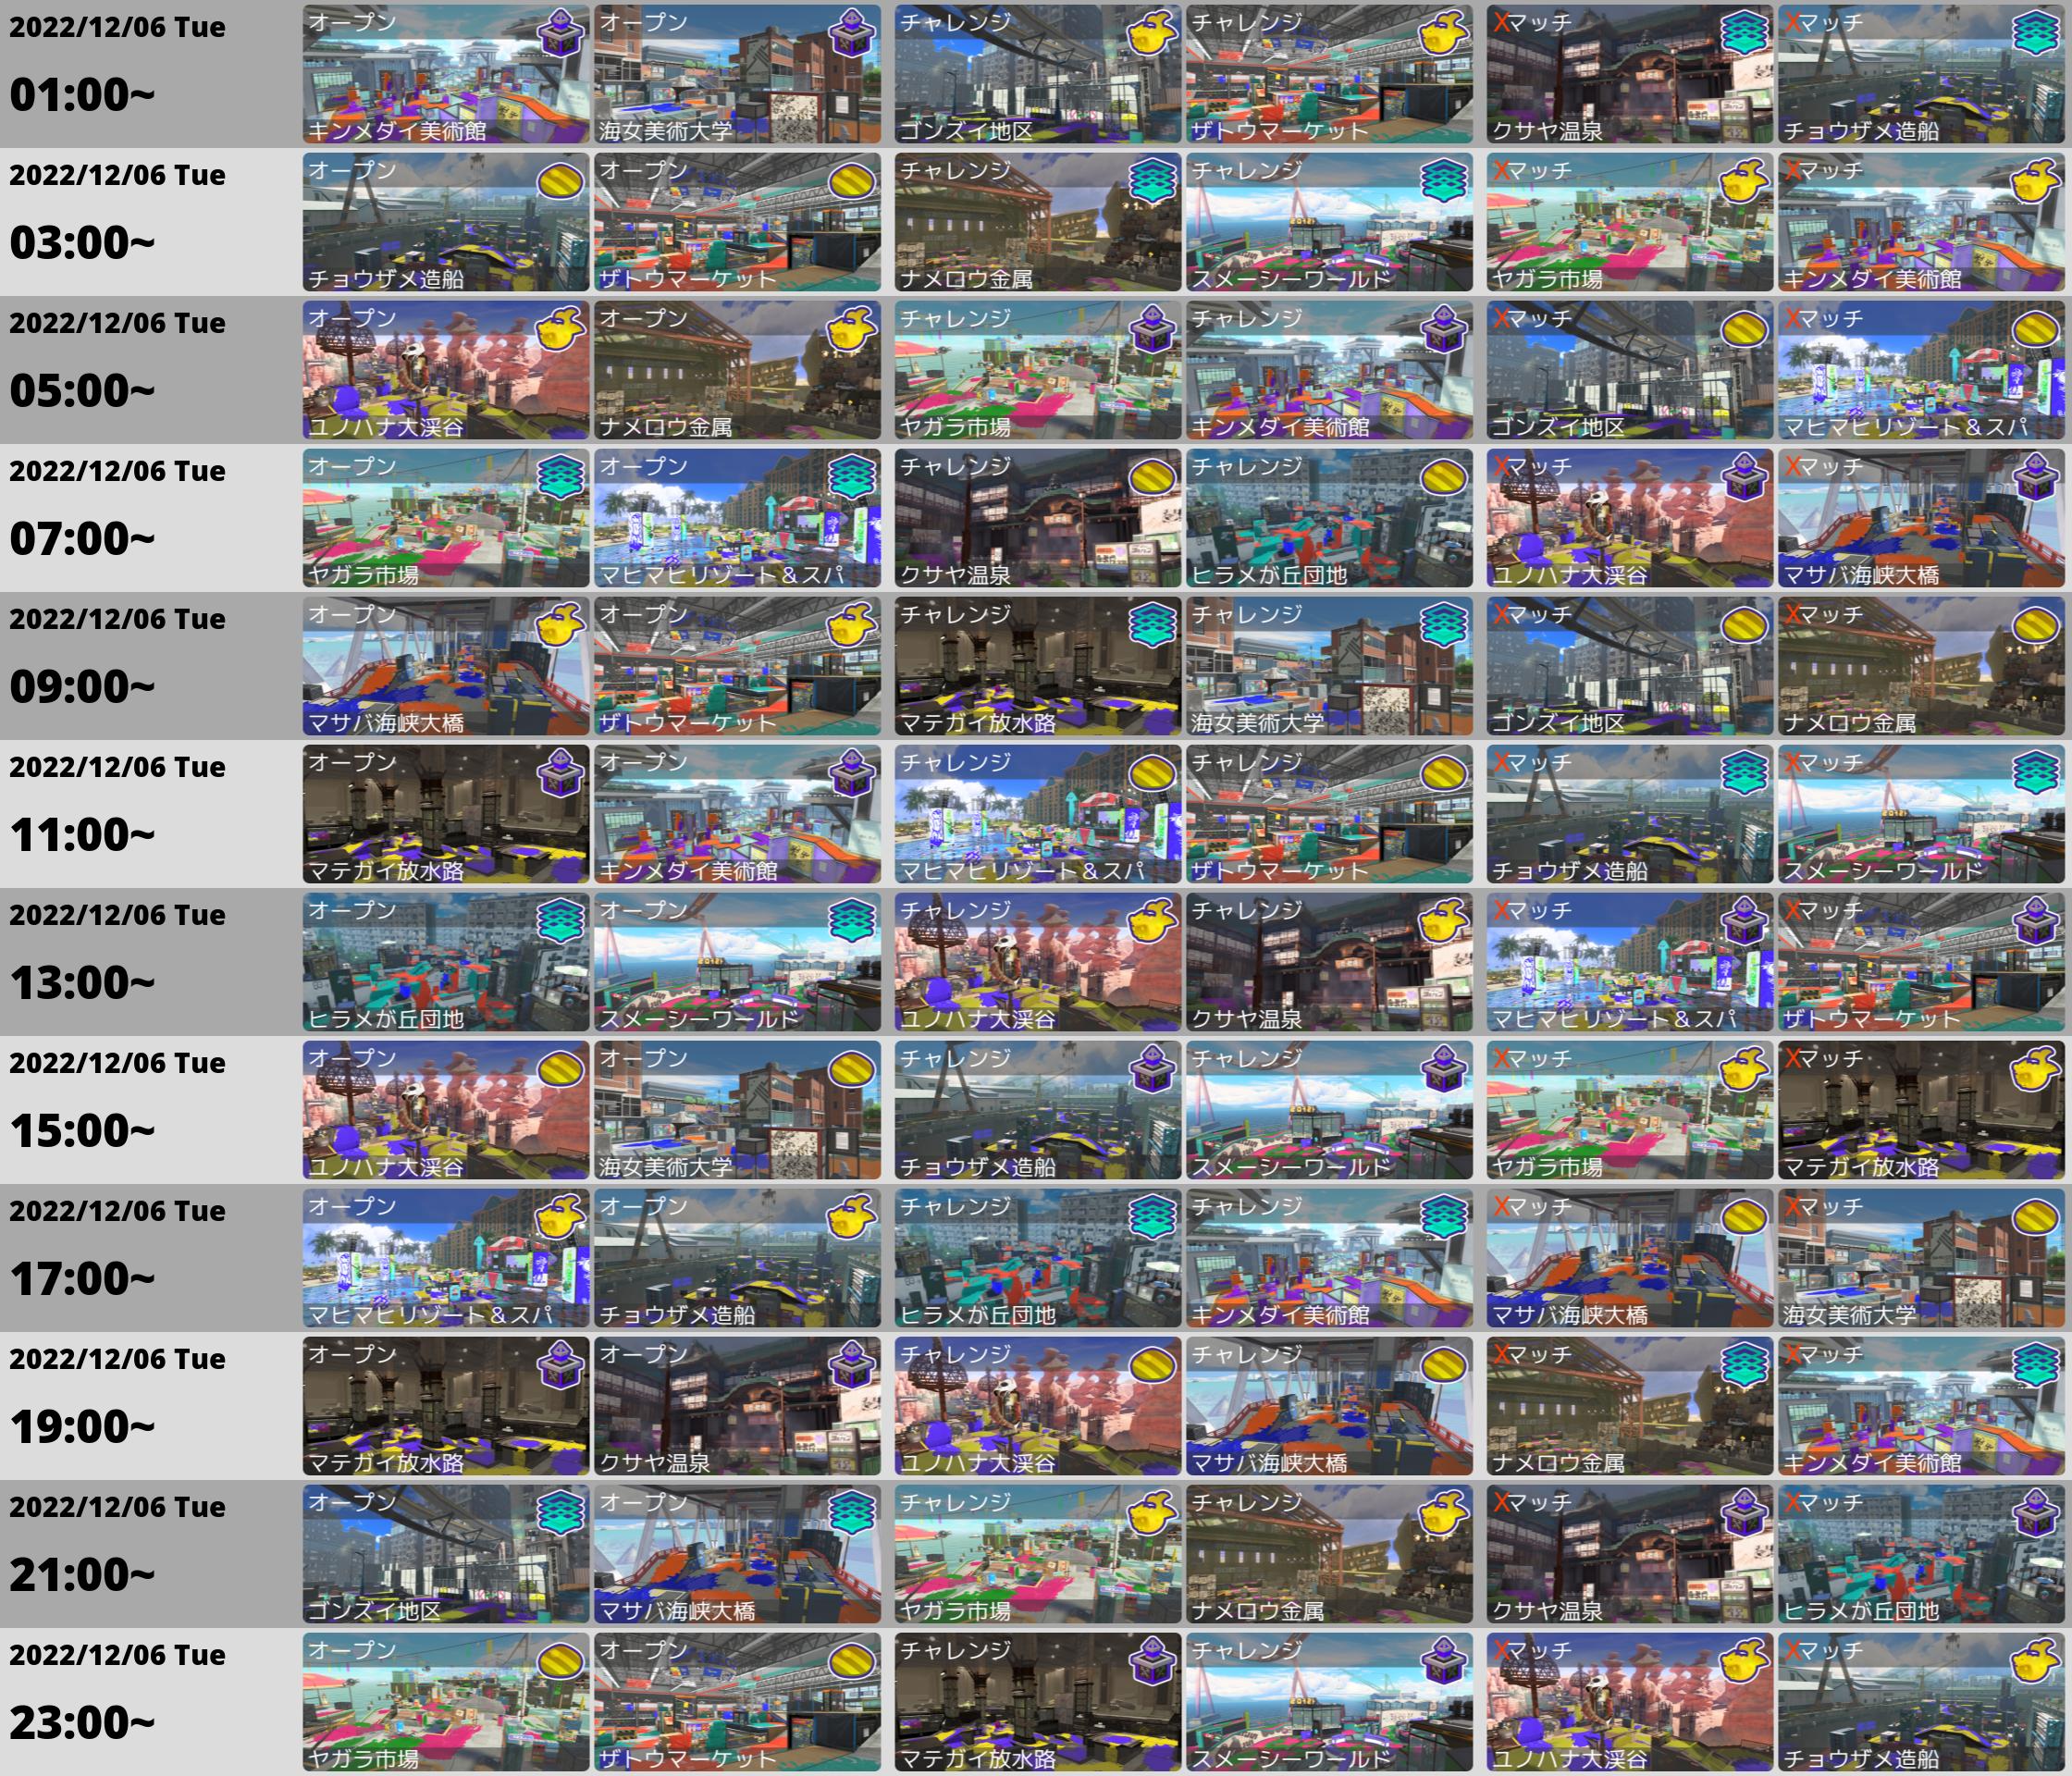 2022/12/06 Tue
01:00~
オープン オープン チャレンジ チャレンジ Xマッチ Xマッチ
キンメダイ美術館 海女美術大学 ゴンズイ地区 ザトウマーケット クサヤ温泉 チョウザメ造船
2022/12/06 Tue
03:00~
オープン オープン チャレンジ チャレンジ Xマッチ Xマッチ
チョウザメ造船 ザトウマーケット ナメロウ金属 スメーシーワールド ヤガラ市場 キンメダイ美術館
2022/12/06 Tue
05:00~
オープン オープン チャレンジ チャレンジ Xマッチ Xマッチ
ユノハナ大渓谷 ナメロウ金属 ヤガラ市場 キンメダイ美術館 ゴンズイ地区 マヒマヒリゾート＆スパ
2022/12/06 Tue
07:00~
オープン オープン チャレンジ チャレンジ Xマッチ Xマッチ
ヤガラ市場 マヒマヒリゾート＆スパ クサヤ温泉 ヒラメが丘団地 ユノハナ大渓谷 マサバ海峡大橋
2022/12/06 Tue
09:00~
オープン オープン チャレンジ チャレンジ Xマッチ Xマッチ
マサバ海峡大橋 ザトウマーケット マテガイ放水路 海女美術大学 ゴンズイ地区 ナメロウ金属
2022/12/06 Tue
11:00~
オープン オープン チャレンジ チャレンジ Xマッチ Xマッチ
マテガイ放水路 キンメダイ美術館 マヒマヒリゾート＆スパ ザトウマーケット チョウザメ造船 スメーシーワールド
2022/12/06 Tue
13:00~
オープン オープン チャレンジ チャレンジ Xマッチ Xマッチ
ヒラメが丘団地 スメーシーワールド ユノハナ大渓谷 クサヤ温泉 マヒマヒリゾート＆スパ ザトウマーケット
2022/12/06 Tue
15:00~
オープン オープン チャレンジ チャレンジ Xマッチ Xマッチ
ユノハナ大渓谷 海女美術大学 チョウザメ造船 スメーシーワールド ヤガラ市場 マテガイ放水路
2022/12/06 Tue
17:00~
オープン オープン チャレンジ チャレンジ Xマッチ Xマッチ
マヒマヒリゾート＆スパ チョウザメ造船 ヒラメが丘団地 キンメダイ美術館 マサバ海峡大橋 海女美術大学
2022/12/06 Tue
19:00~
オープン オープン チャレンジ チャレンジ Xマッチ Xマッチ
マテガイ放水路 クサヤ温泉 ユノハナ大渓谷 マサバ海峡大橋 ナメロウ金属 キンメダイ美術館
2022/12/06 Tue
21:00~
オープン オープン チャレンジ チャレンジ Xマッチ Xマッチ
ゴンズイ地区 マサバ海峡大橋 ヤガラ市場 ナメロウ金属 クサヤ温泉 ヒラメが丘団地
2022/12/06 Tue
23:00~
オープン オープン チャレンジ チャレンジ Xマッチ Xマッチ
ヤガラ市場 ザトウマーケット マテガイ放水路 スメーシーワールド ユノハナ大渓谷 チョウザメ造船